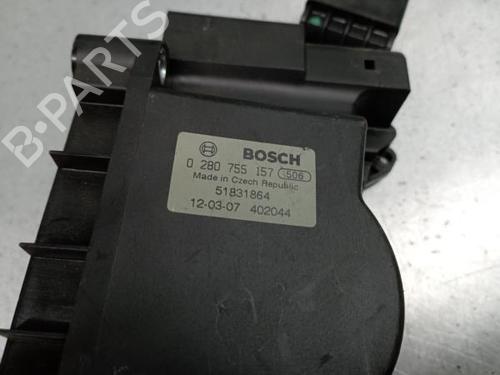 B-PARTS
BOSCH
0 280 755 157 506
Made in Czech Republic
51831864
12-03-07 402044